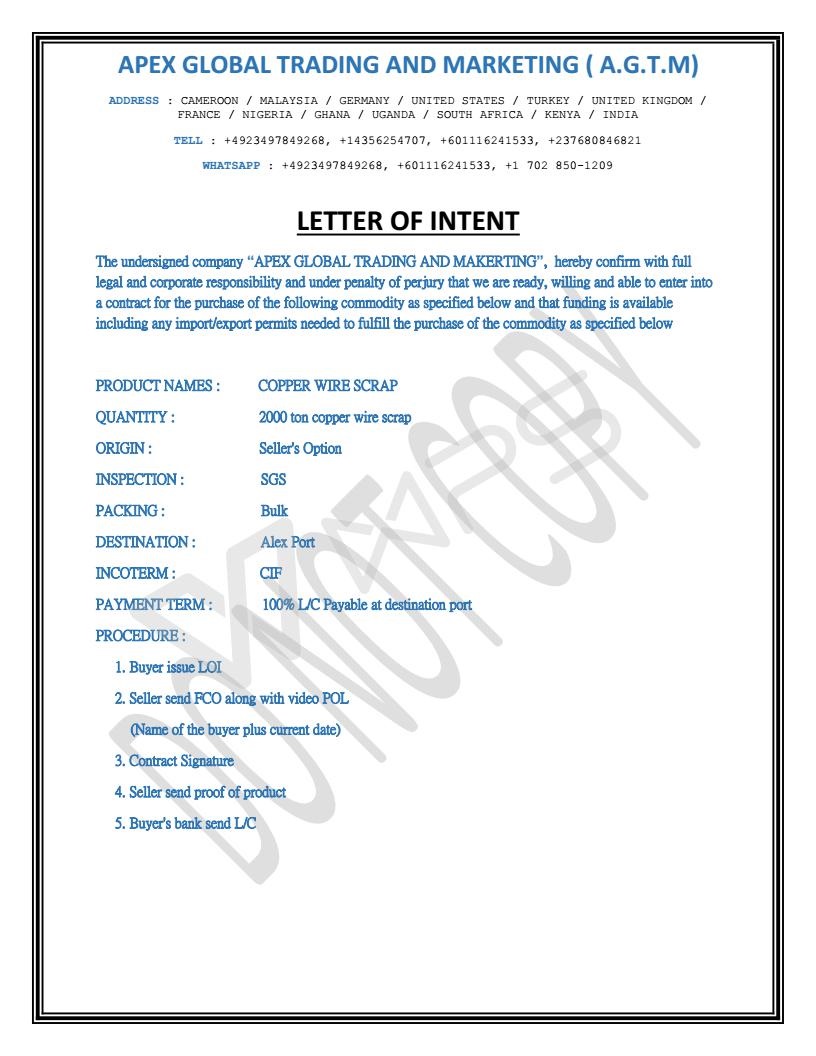 APEX GLOBAL TRADING AND MARKETING ( A.G.T.M)
ADDRESS : CAMEROON / MALAYSIA / GERMANY / UNITED STATES / TURKEY / UNITED KINGDOM /
FRANCE / NIGERIA / GHANA / UGANDA / SOUTH AFRICA / KENYA / INDIA
TELL : +4923497849268, +14356254707, +601116241533, +237680846821
WHATSAPP : +4923497849268, +601116241533, +1 702 850-1209
LETTER OF INTENT
The undersigned company “APEX GLOBAL TRADING AND MAKERTING”, hereby confirm with full
legal and corporate responsibility and under penalty of perjury that we are ready, willing and able to enter into
a contract for the purchase of the following commodity as specified below and that funding is available
including any import/export permits needed to fulfill the purchase of the commodity as specified below
PRODUCT NAMES : COPPER WIRE SCRAP
QUANTITY : 2000 ton copper wire scrap
ORIGIN : Seller's Option
INSPECTION : SGS
PACKING : Bulk
DESTINATION : Alex Port
INCOTERM : CIF
PAYMENT TERM : 100% L/C Payable at destination port
PROCEDURE :
1. Buyer issue LOI
2. Seller send FCO along with video POL
(Name of the buyer plus current date)
3. Contract Signature
4. Seller send proof of product
5. Buyer's bank send L/C
DO NOT COPY